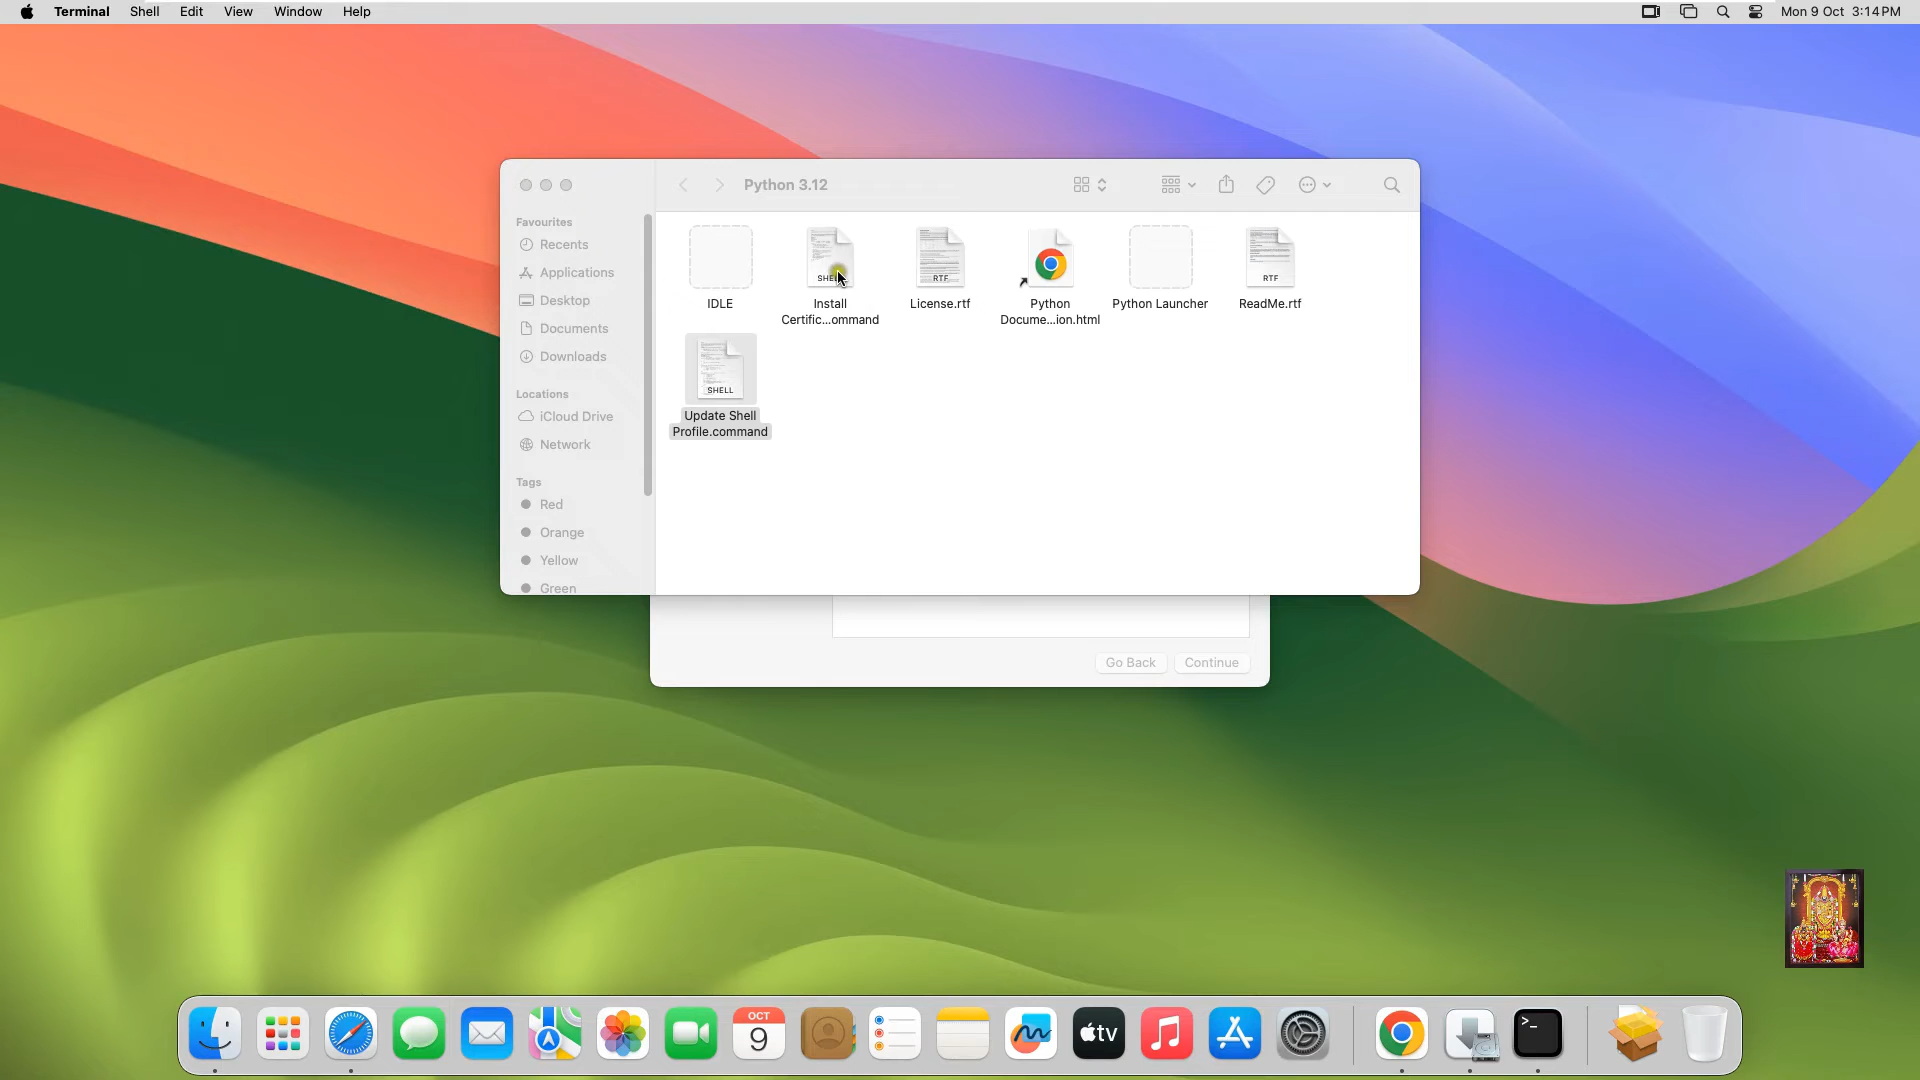 Terminal Shell Edit View Window Help Mon 9 Oct 3:14 PM
Python 3.12
Favourites
Recents
Applications
Desktop
Documents
Downloads
Locations
iCloud Drive
Network
Tags
Red
Orange
Yellow
Green
SHELL
RTF
RTF
IDLE
Install
Certific...ommand
License.rtf
Python
Docume...ion.html
Python Launcher
ReadMe.rtf
SHELL
Update Shell
Profile.command
Go Back
Continue
OCT
9
tv
>_